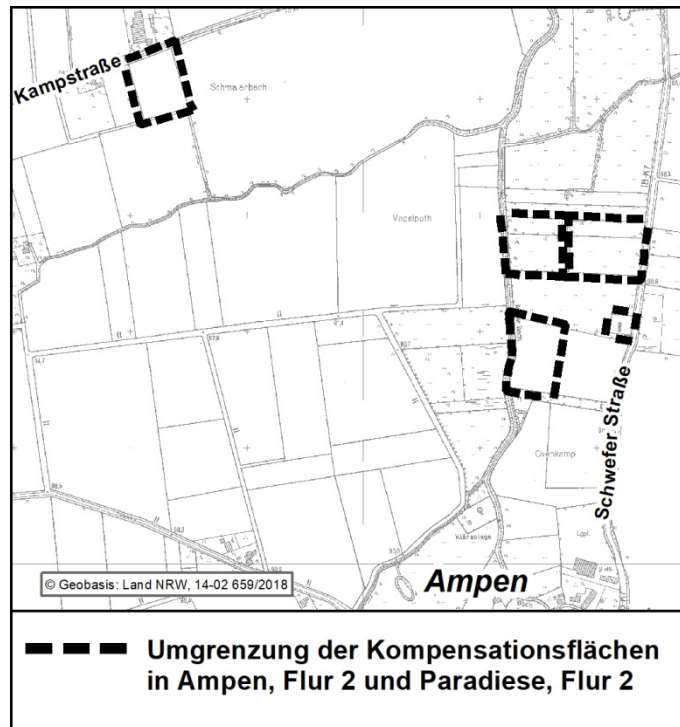 Kampstraße
Schmalenbach
Vogelpoth
Schwefer Straße
Kläranlage
© Geobasis: Land NRW, 14-02 659/2018
Ampen
Umgrenzung der Kompensationsflächen
in Ampen, Flur 2 und Paradiese, Flur 2